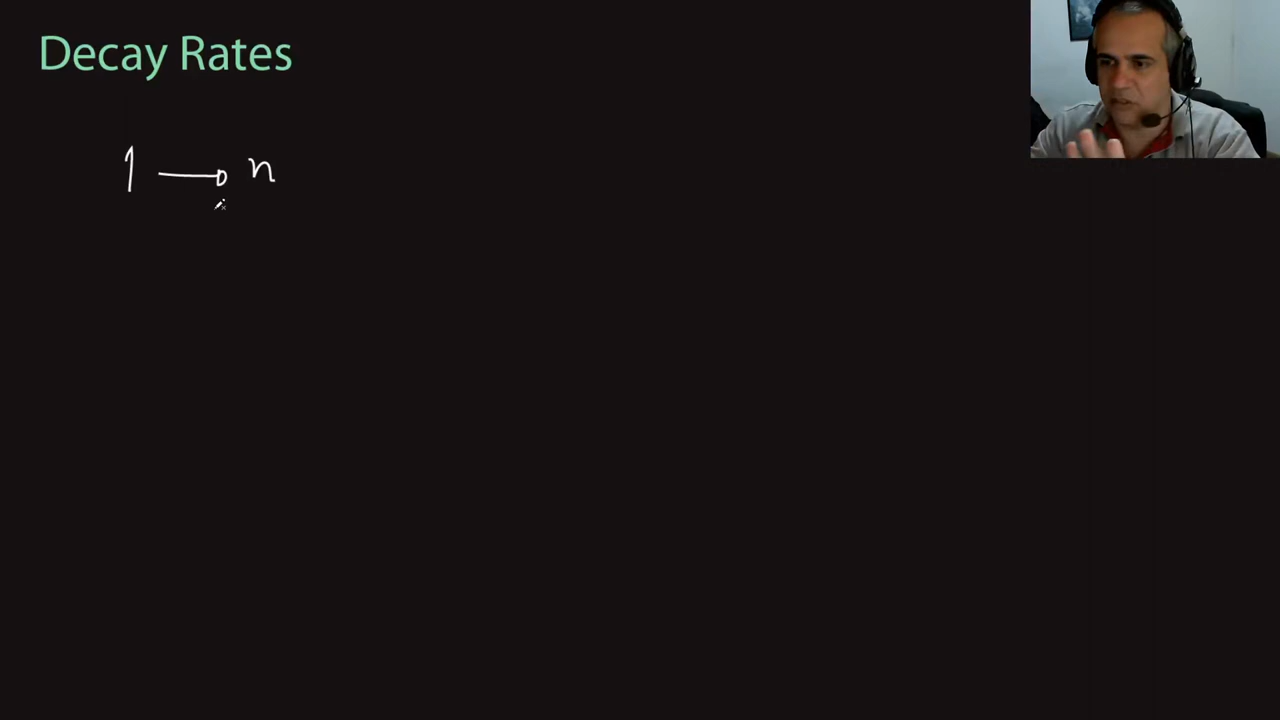 Decay Rates
1 → n